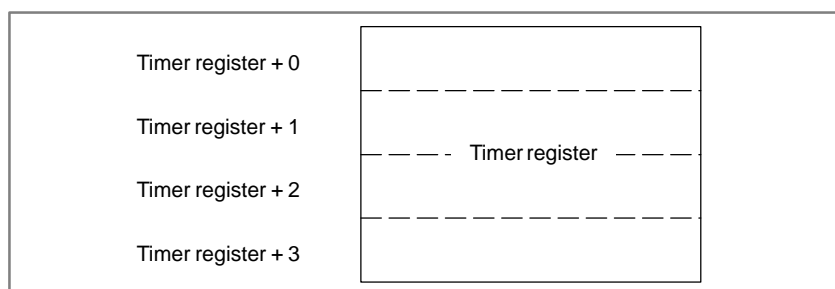 Timer register + 0
Timer register + 1
Timer register
Timer register + 2
Timer register + 3